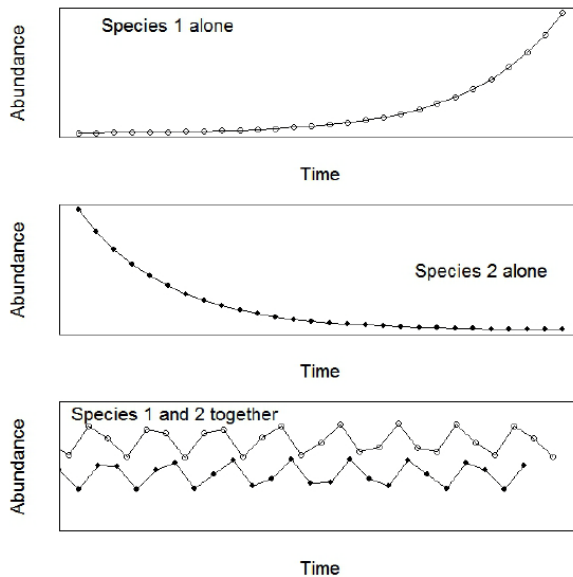 Species 1 alone
Abundance
Time
Species 2 alone
Abundance
Time
Species 1 and 2 together
Abundance
Time